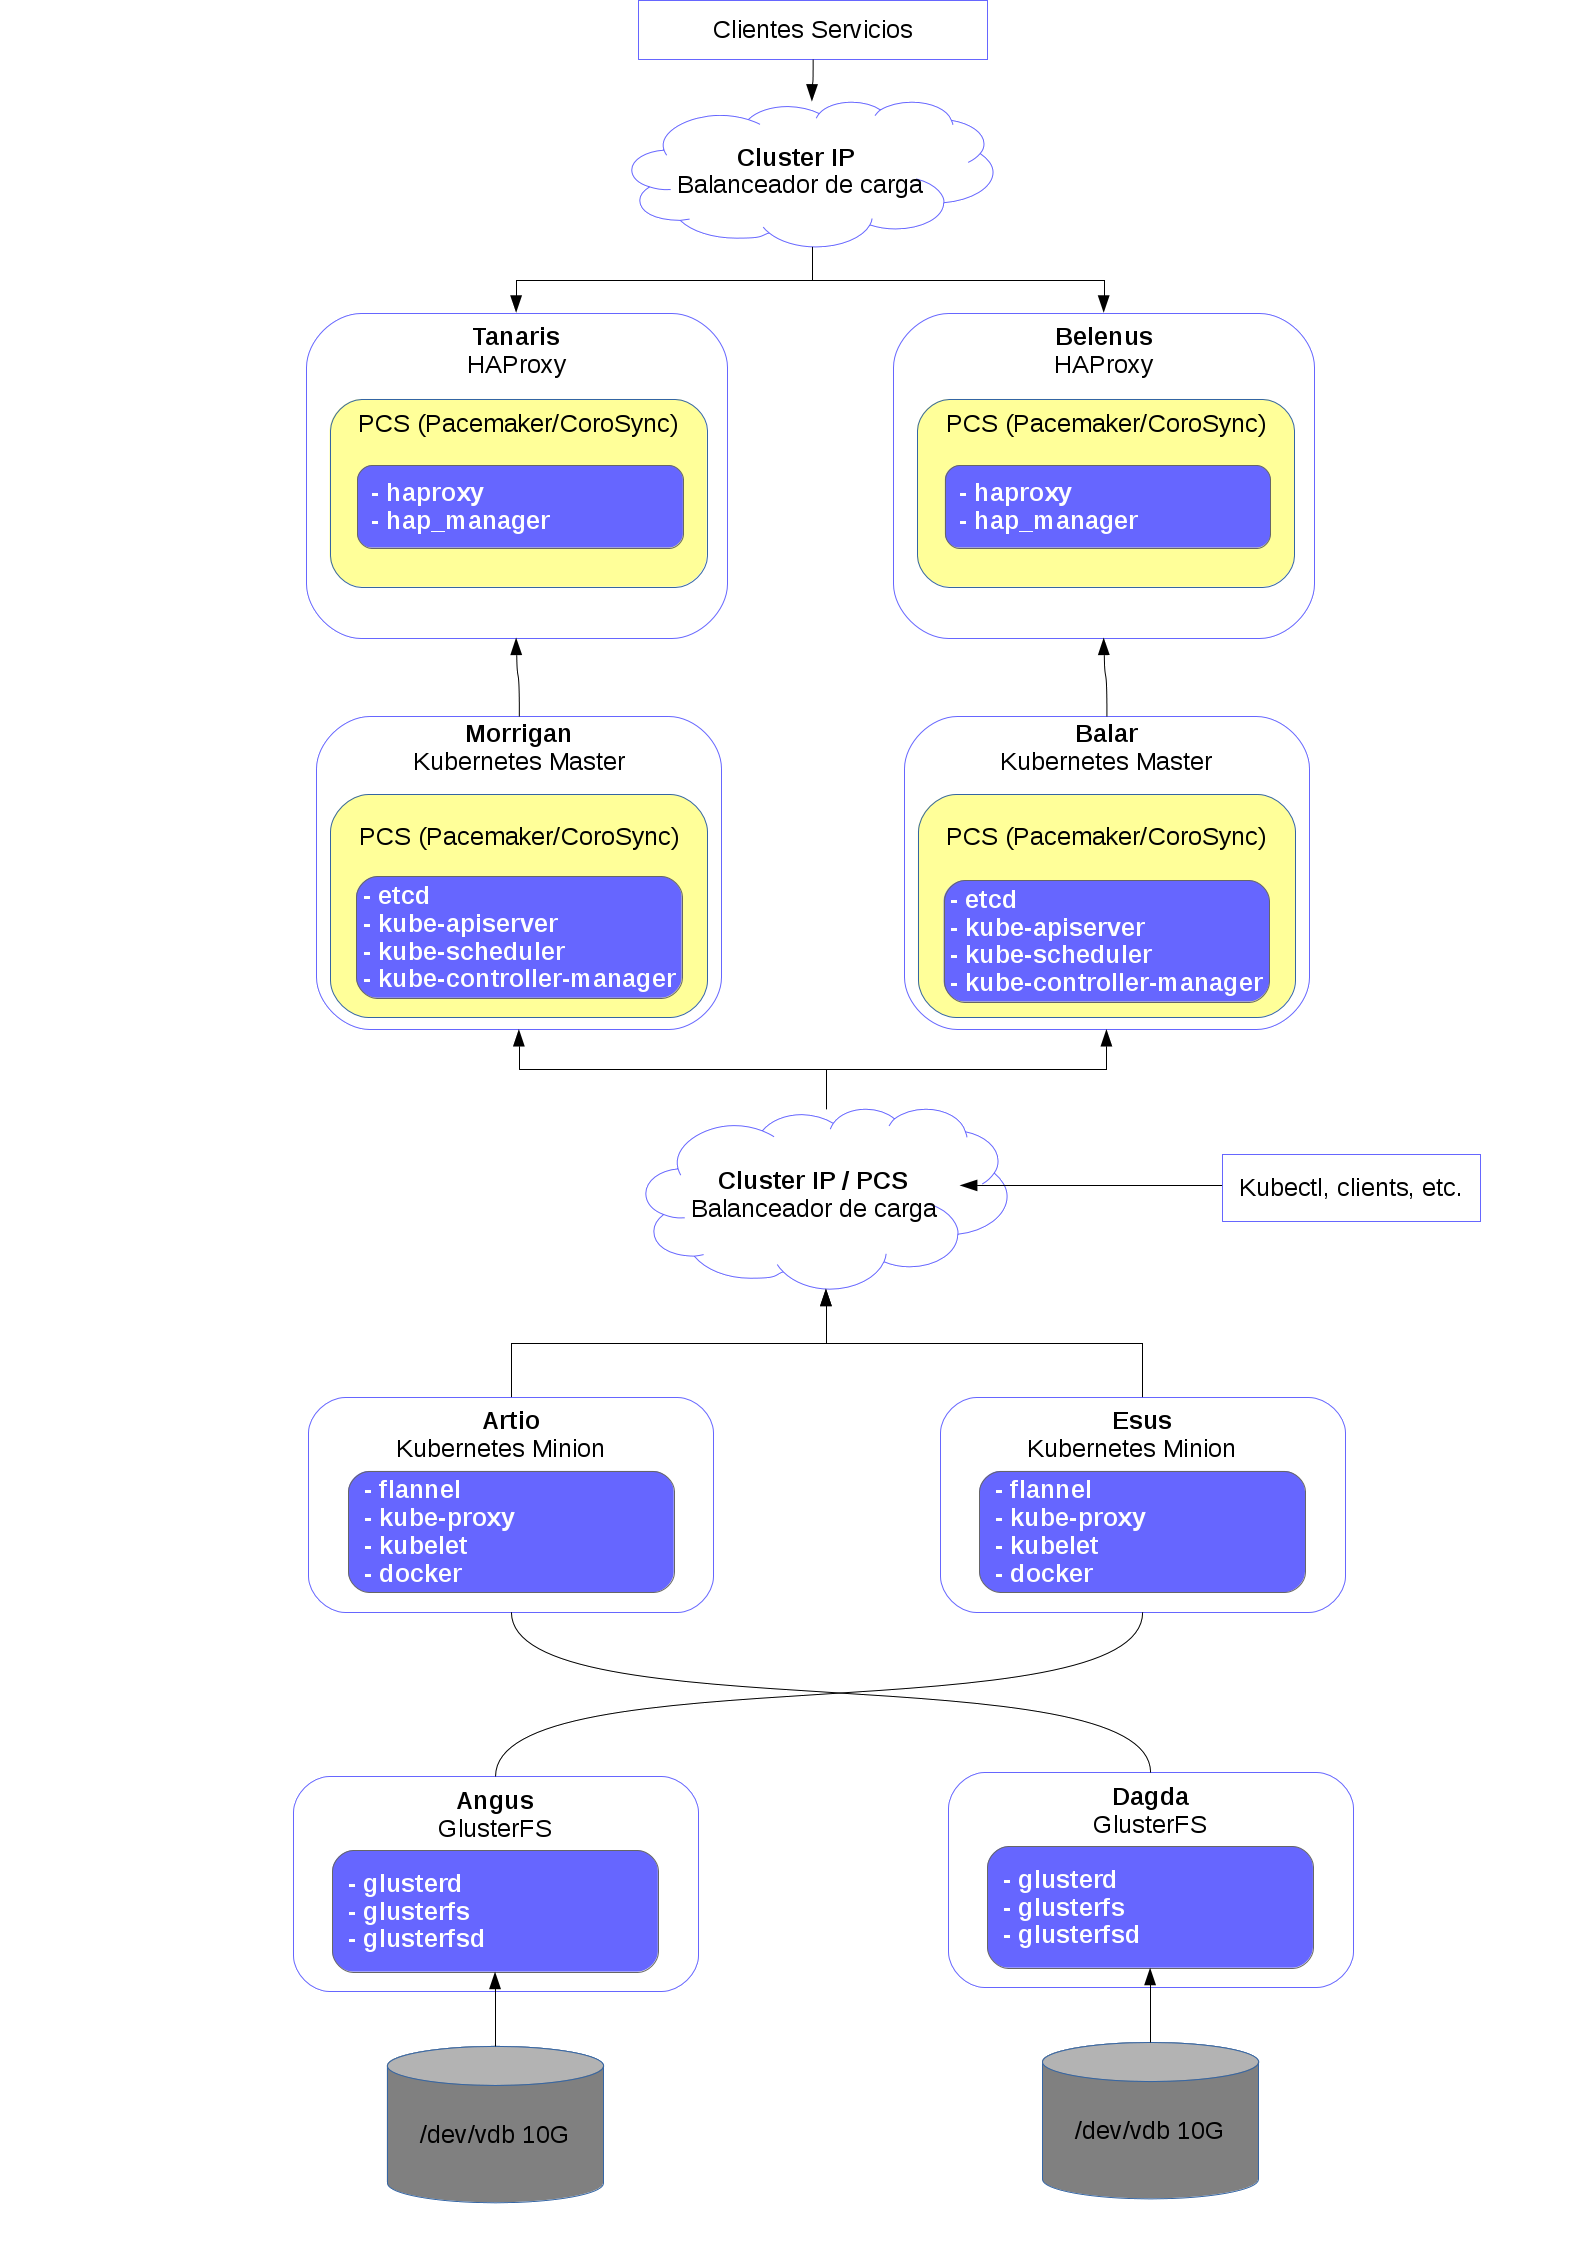 Clientes Servicios
Cluster IP
Balanceador de carga
Tanaris
HAProxy
PCS (Pacemaker/CoroSync)
- haproxy
- hap_manager
Belenus
HAProxy
PCS (Pacemaker/CoroSync)
- haproxy
- hap_manager
Morrigan
Kubernetes Master
PCS (Pacemaker/CoroSync)
- etcd
- kube-apiserver
- kube-scheduler
- kube-controller-manager
Balar
Kubernetes Master
PCS (Pacemaker/CoroSync)
- etcd
- kube-apiserver
- kube-scheduler
- kube-controller-manager
Cluster IP / PCS
Balanceador de carga
Kubectl, clients, etc.
Artio
Kubernetes Minion
- flannel
- kube-proxy
- kubelet
- docker
Esus
Kubernetes Minion
- flannel
- kube-proxy
- kubelet
- docker
Angus
GlusterFS
- glusterd
- glusterfs
- glusterfsd
Dagda
GlusterFS
- glusterd
- glusterfs
- glusterfsd
/dev/vdb 10G
/dev/vdb 10G